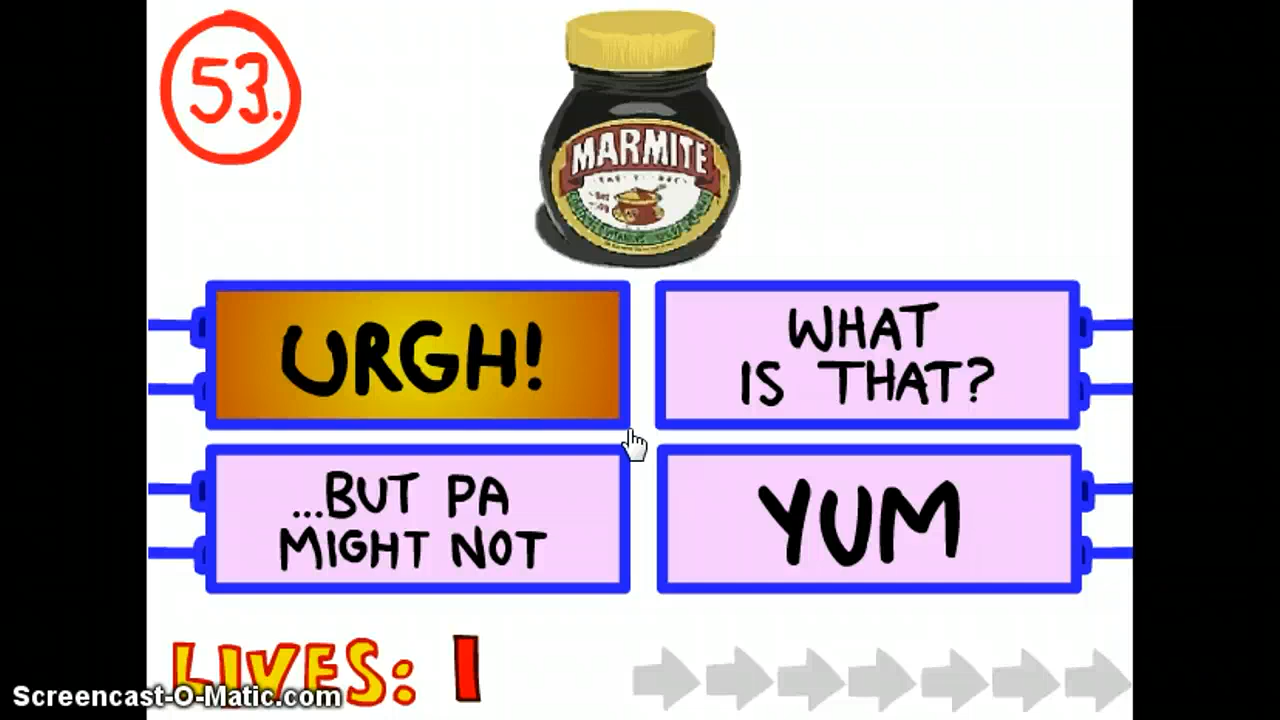 53.
MARMITE
URGH!
WHAT
IS THAT?
...BUT PA
MIGHT NOT
YUM
LIVES: 1
Screencast-O-Matic.com